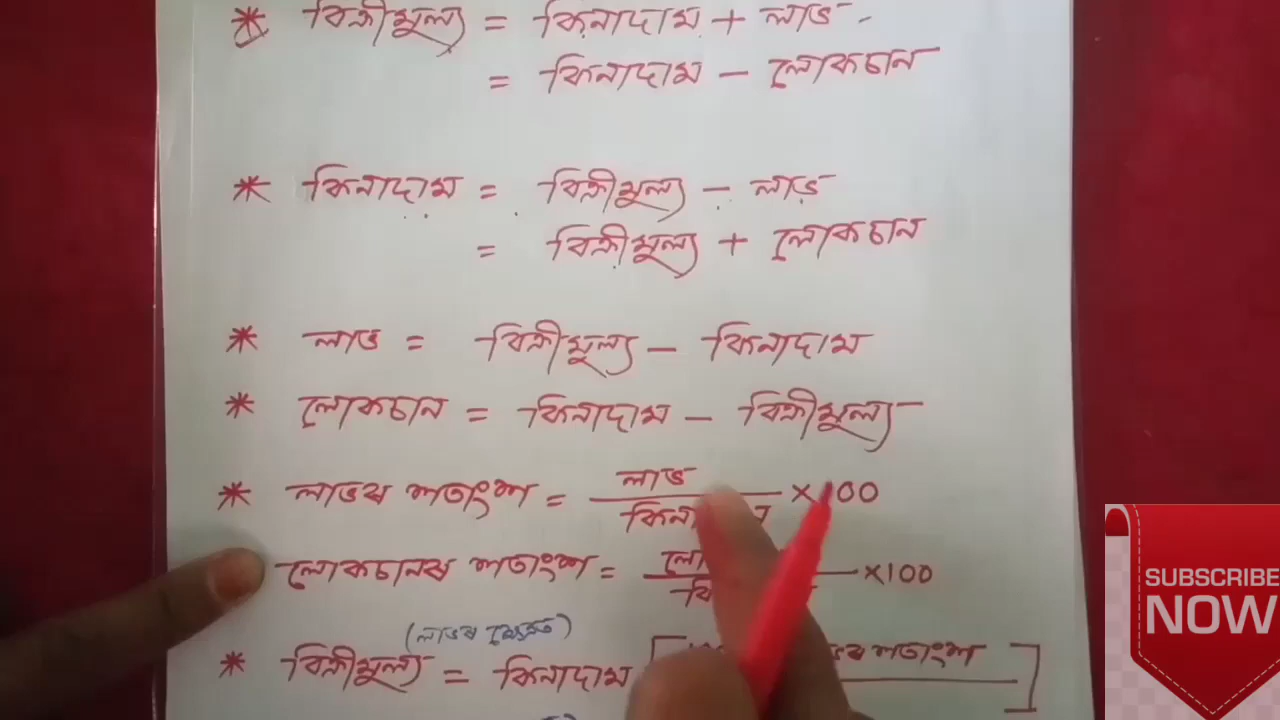 * বিক্ৰীমূল্য = কিনাদাম + লাভ
= কিনাদাম - লোকচান
* কিনাদাম = বিক্ৰীমূল্য - লাভ
= বিক্ৰীমূল্য + লোকচান
* লাভ = বিক্ৰীমূল্য - কিনাদাম
* লোকচান = কিনাদাম - বিক্ৰীমূল্য
* লাভৰ শতাংশ = লাভ × 100
লোকচানৰ শতাংশ = ×100
(লাভৰ ক্ষেত্ৰত)
* বিক্ৰীমূল্য = কিনাদাম [ শতাংশ ]
SUBSCRIBE
NOW